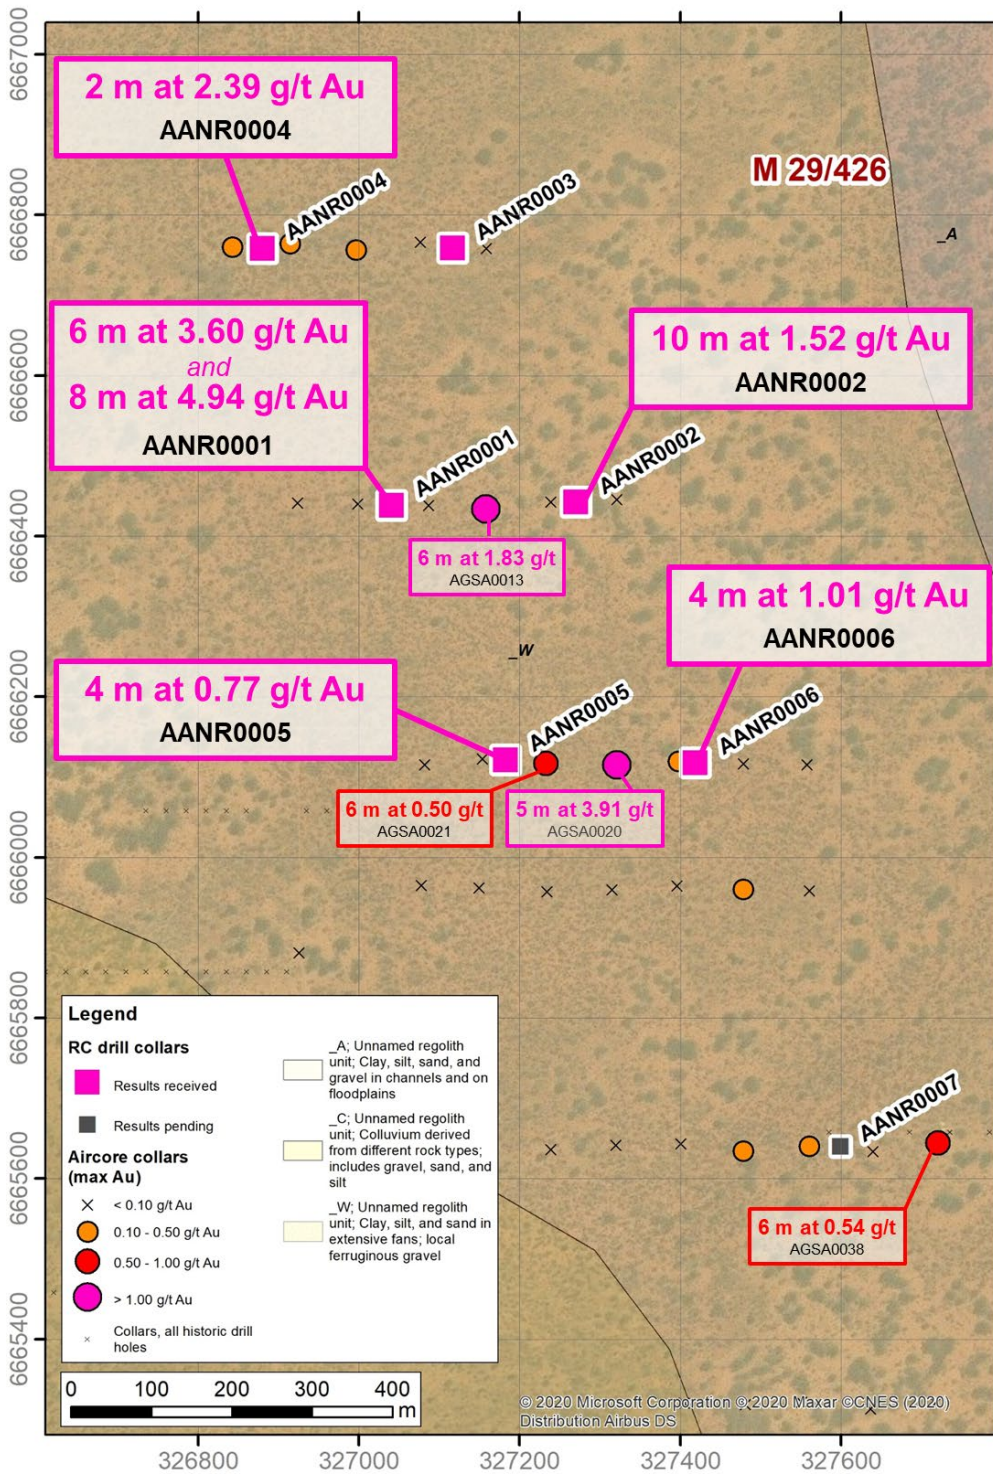 6667000
6666800
6666600
6666400
6666200
6666000
6665800
6665600
6665400
2 m at 2.39 g/t Au
AANR0004
AANR0004
AANR0003
M 29/426
_A
6 m at 3.60 g/t Au
and
8 m at 4.94 g/t Au
AANR0001
10 m at 1.52 g/t Au
AANR0002
AANR0001
AANR0002
6 m at 1.83 g/t
AGSA0013
4 m at 1.01 g/t Au
AANR0006
_W
4 m at 0.77 g/t Au
AANR0005
AANR0005
AANR0006
6 m at 0.50 g/t
AGSA0021
5 m at 3.91 g/t
AGSA0020
AANR0007
6 m at 0.54 g/t
AGSA0038
Legend
RC drill collars
Results received
Results pending
Aircore collars
(max Au)
< 0.10 g/t Au
0.10 - 0.50 g/t Au
0.50 - 1.00 g/t Au
> 1.00 g/t Au
Collars, all historic drill
holes
_A; Unnamed regolith
unit; Clay, silt, sand, and
gravel in channels and on
floodplains
_C; Unnamed regolith
unit; Colluvium derived
from different rock types;
includes gravel, sand, and
silt
_W; Unnamed regolith
unit; Clay, silt, and sand in
extensive fans; local
ferruginous gravel
0 100 200 300 400
m
© 2020 Microsoft Corporation © 2020 Maxar ©CNES (2020)
Distribution Airbus DS
326800 327000 327200 327400 327600